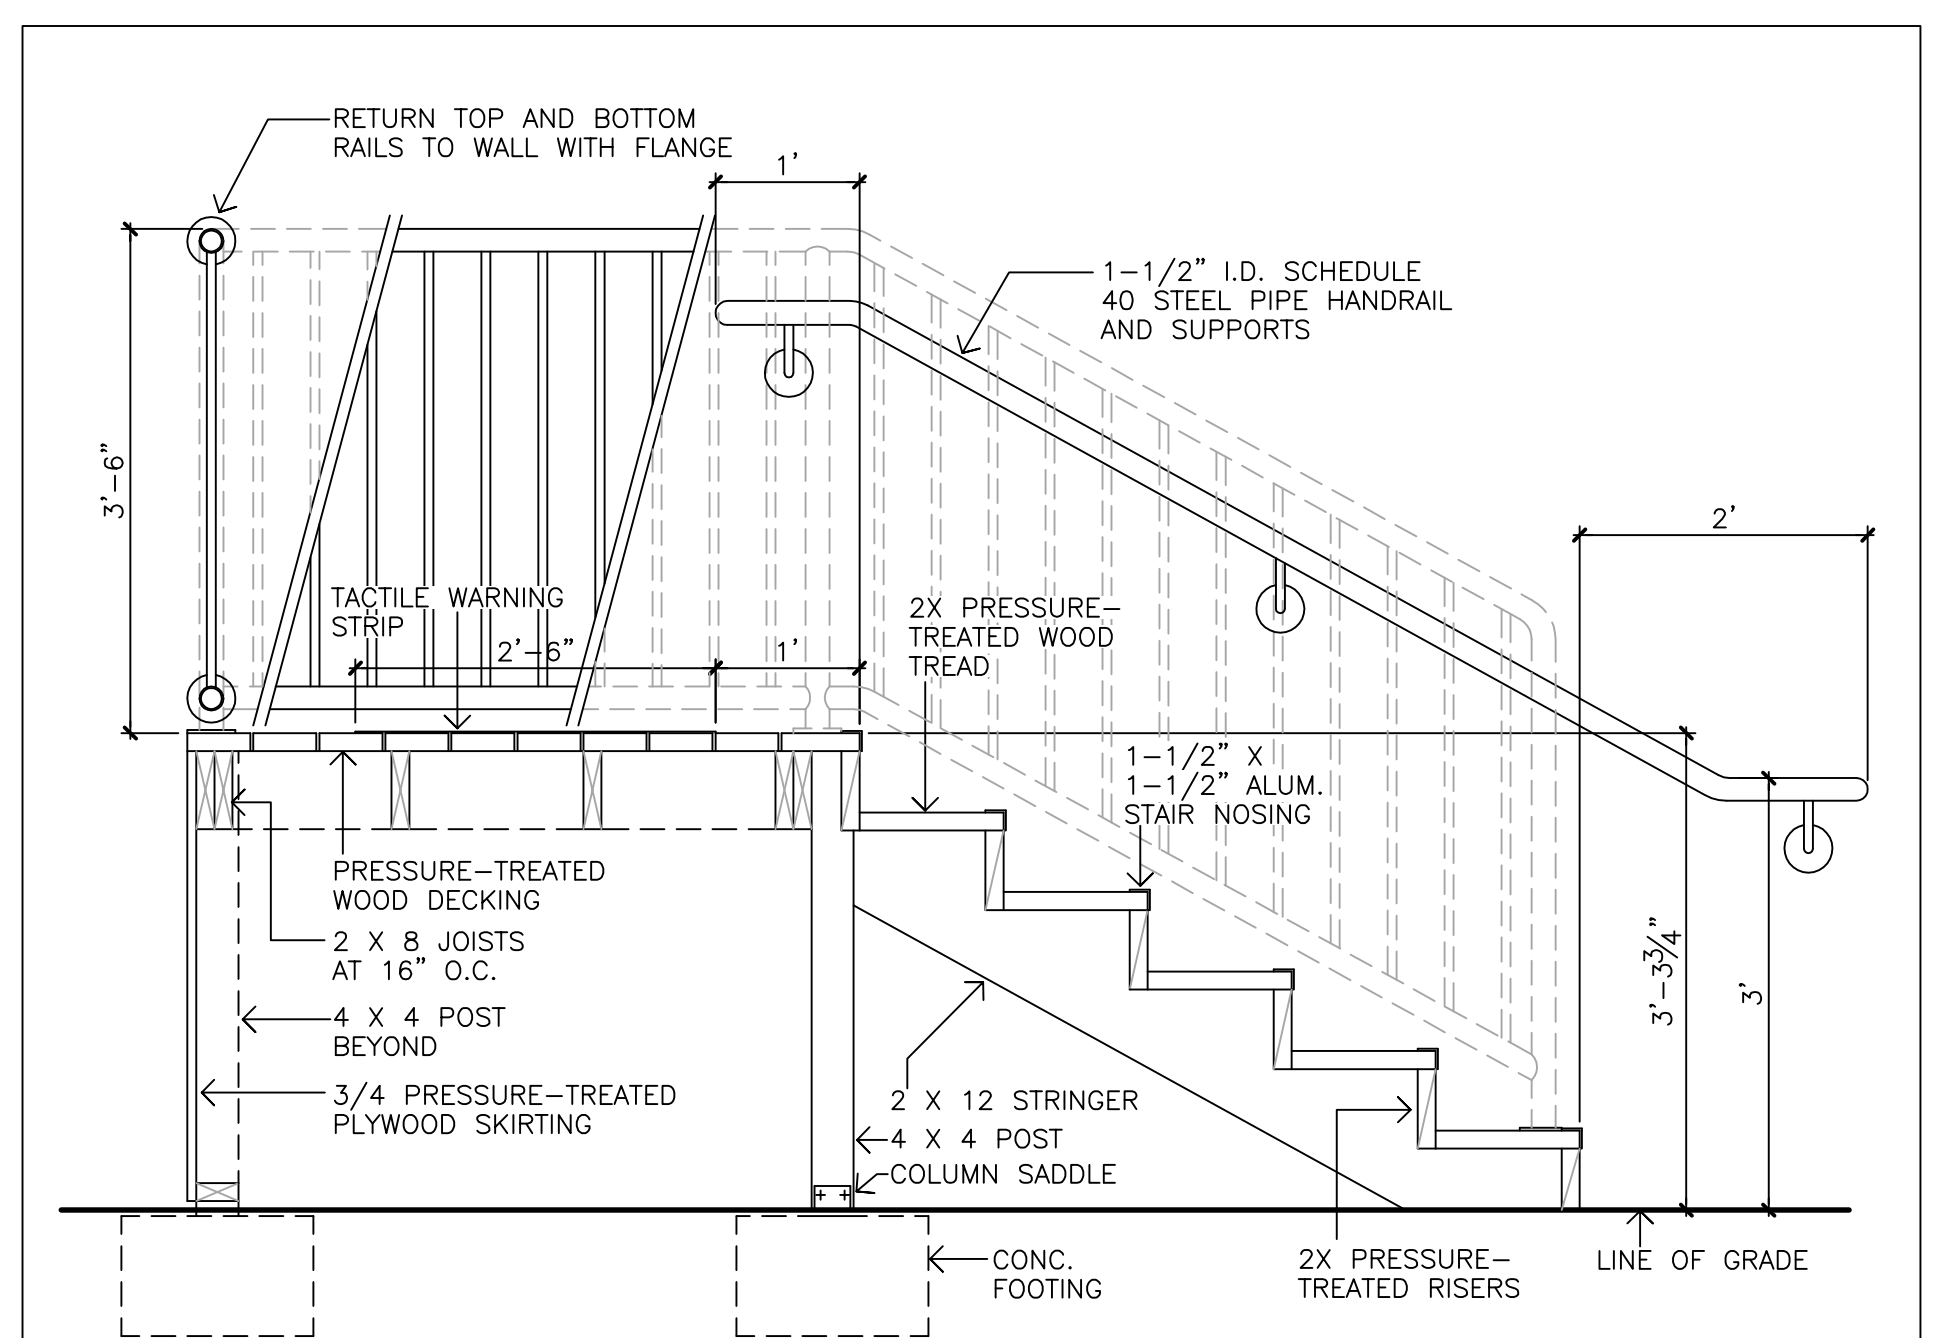 RETURN TOP AND BOTTOM
RAILS TO WALL WITH FLANGE
1'
1-1/2" I.D. SCHEDULE
40 STEEL PIPE HANDRAIL
AND SUPPORTS
3'-6"
2'
TACTILE WARNING
STRIP
2'-6"
1'
2X PRESSURE-
TREATED WOOD
TREAD
1-1/2" X
1-1/2" ALUM.
STAIR NOSING
PRESSURE-TREATED
WOOD DECKING
2 X 8 JOISTS
AT 16" O.C.
4 X 4 POST
BEYOND
3/4 PRESSURE-TREATED
PLYWOOD SKIRTING
3'-3 3/4"
3'
2 X 12 STRINGER
4 X 4 POST
COLUMN SADDLE
CONC.
FOOTING
2X PRESSURE-
TREATED RISERS
LINE OF GRADE